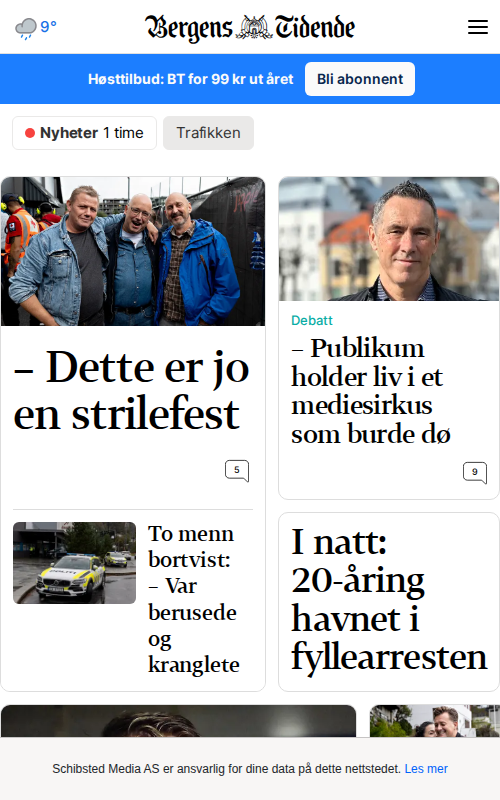 9°
Bergens Tidende
Høsttilbud: BT for 99 kr ut året
Bli abonnent
Nyheter 1 time
Trafikken
– Dette er jo
en strilefest
5
To menn
bortvist:
– Var
berusede
og
kranglete
Debatt
– Publikum
holder liv i et
mediesirkus
som burde dø
9
I natt:
20-åring
havnet i
fyllearresten
Schibsted Media AS er ansvarlig for dine data på dette nettstedet. Les mer